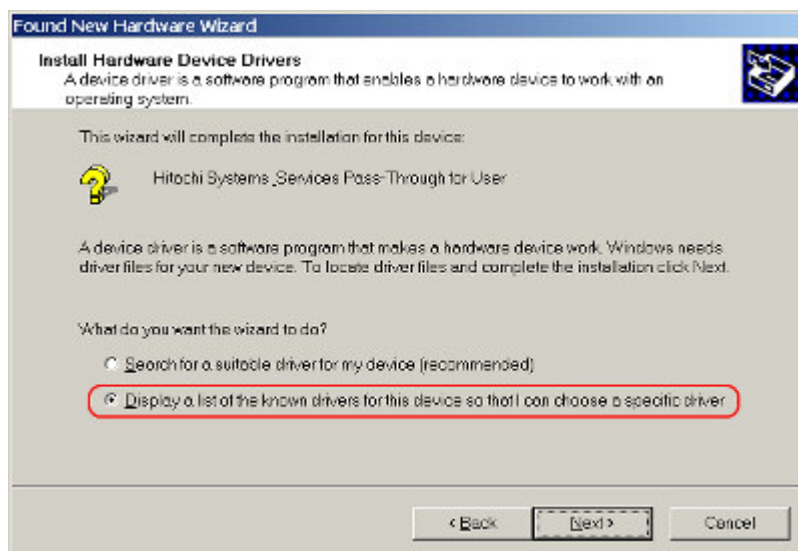 Found New Hardware Wizard
Install Hardware Device Drivers
A device driver is a software program that enables a hardware device to work with an
operating system.
This wizard will complete the installation for this device:
Hitachi Systems_Services Pass-Through for User
A device driver is a software program that makes a hardware device work. Windows needs
driver files for your new device. To locate driver files and complete the installation click Next.
What do you want the wizard to do?
Search for a suitable driver for my device (recommended)
Display a list of the known drivers for this device so that I can choose a specific driver
< Back
Next >
Cancel